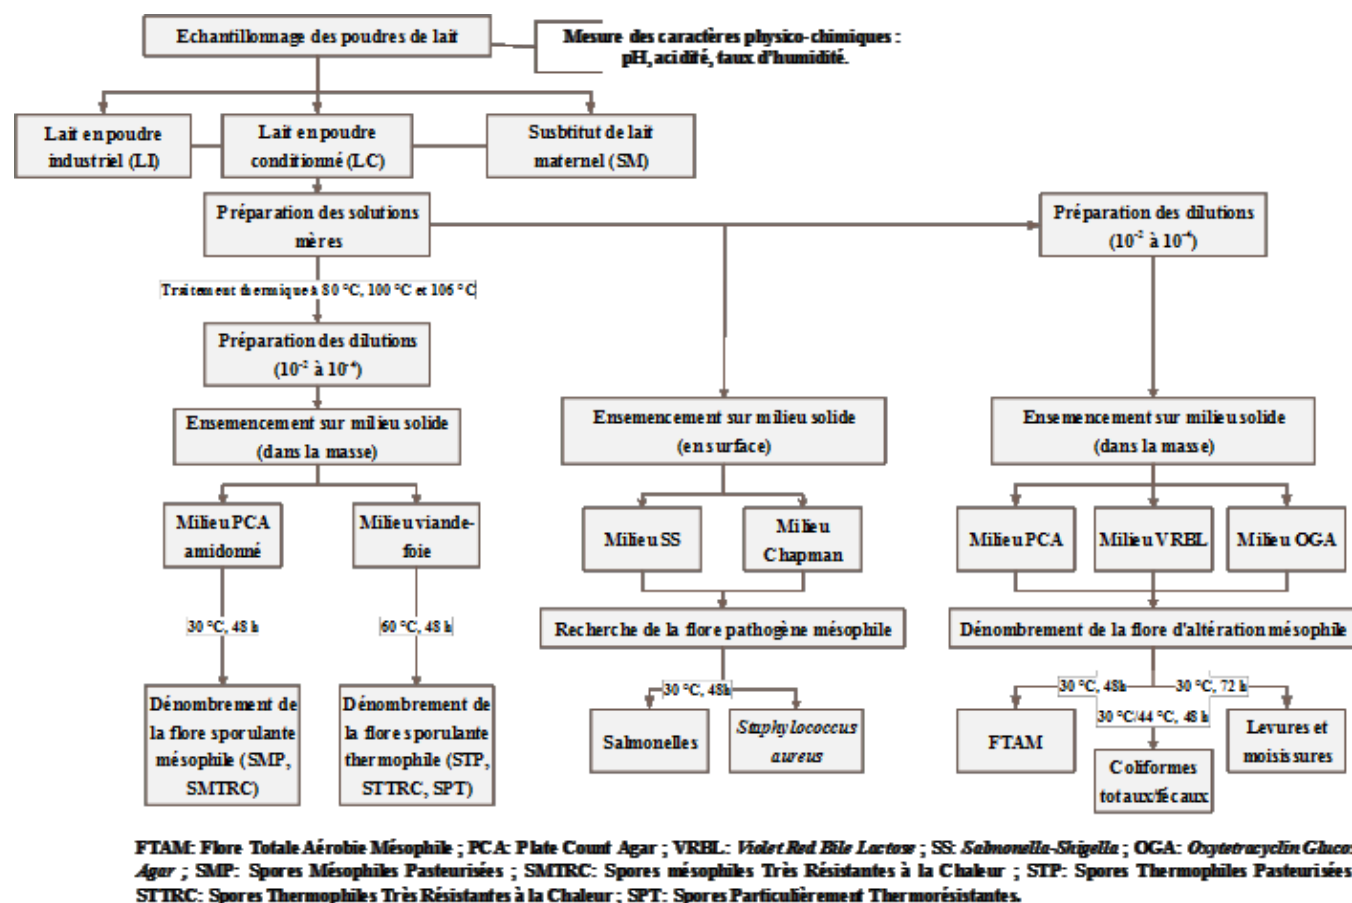 Echantillonnage des poudres de lait
Mesure des caractères physico-chimiques :
pH, acidité, taux d'humidité.
Lait en poudre
industriel (LI)
Lait en poudre
conditionné (LC)
Susbtitut de lait
maternel (SM)
Préparation des solutions
mères
Préparation des dilutions
(10⁻² à 10⁻⁴)
Traitement thermique à 80 °C, 100 °C et 106 °C
Préparation des dilutions
(10⁻² à 10⁻⁴)
Ensemencement sur milieu solide
(dans la masse)
Ensemencement sur milieu solide
(en surface)
Ensemencement sur milieu solide
(dans la masse)
Milieu PCA
amidonné
Milieu viande-
foie
Milieu SS
Milieu
Chapman
Milieu PCA
Milieu VRBL
Milieu OGA
30 °C, 48 h
60 °C, 48 h
Recherche de la flore pathogène mésophile
Dénombrement de la flore d'altération mésophile
30 °C, 48h
30 °C, 48h
30 °C, 72 h
30 °C/44 °C, 48 h
Dénombrement de
la flore sporulante
mésophile (SMP,
SMTRC)
Dénombrement de
la flore sporulante
thermophile (STP,
STTRC, SPT)
Salmonelles
Staphylococcus
aureus
FTAM
Coliformes
totaux/fécaux
Levures et
moisissures
FTAM: Flore Totale Aérobie Mésophile ; PCA: Plate Count Agar ; VRBL: Violet Red Bile Lactose ; SS: Salmonella-Shigella ; OGA: Oxytetracyclin Gluco
Agar ; SMP: Spores Mésophiles Pasteurisées ; SMTRC: Spores mésophiles Très Résistantes à la Chaleur ; STP: Spores Thermophiles Pasteurisées
STTRC: Spores Thermophiles Très Résistantes à la Chaleur ; SPT: Spores Particulièrement Thermorésistantes.